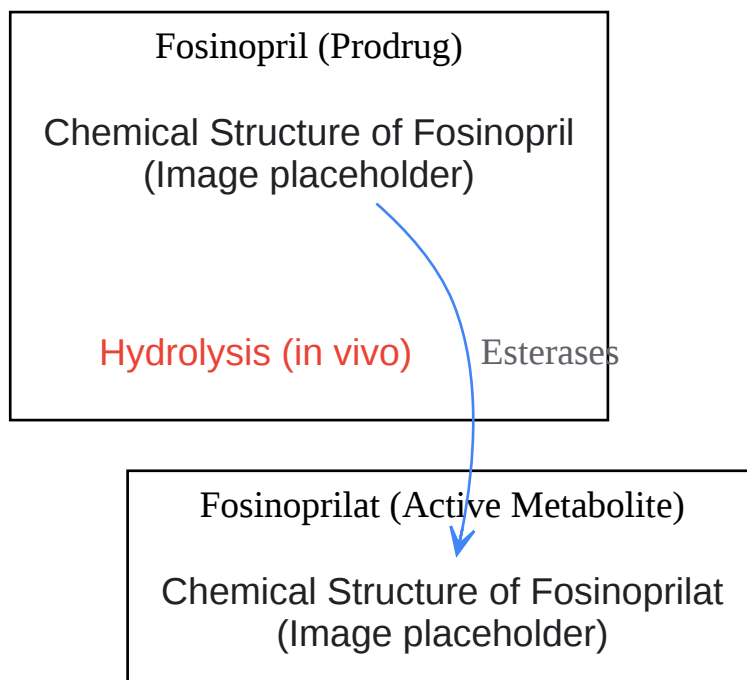 Fosinopril (Prodrug)
Chemical Structure of Fosinopril
(Image placeholder)
Hydrolysis (in vivo)
Esterases
Fosinoprilat (Active Metabolite)
Chemical Structure of Fosinoprilat
(Image placeholder)